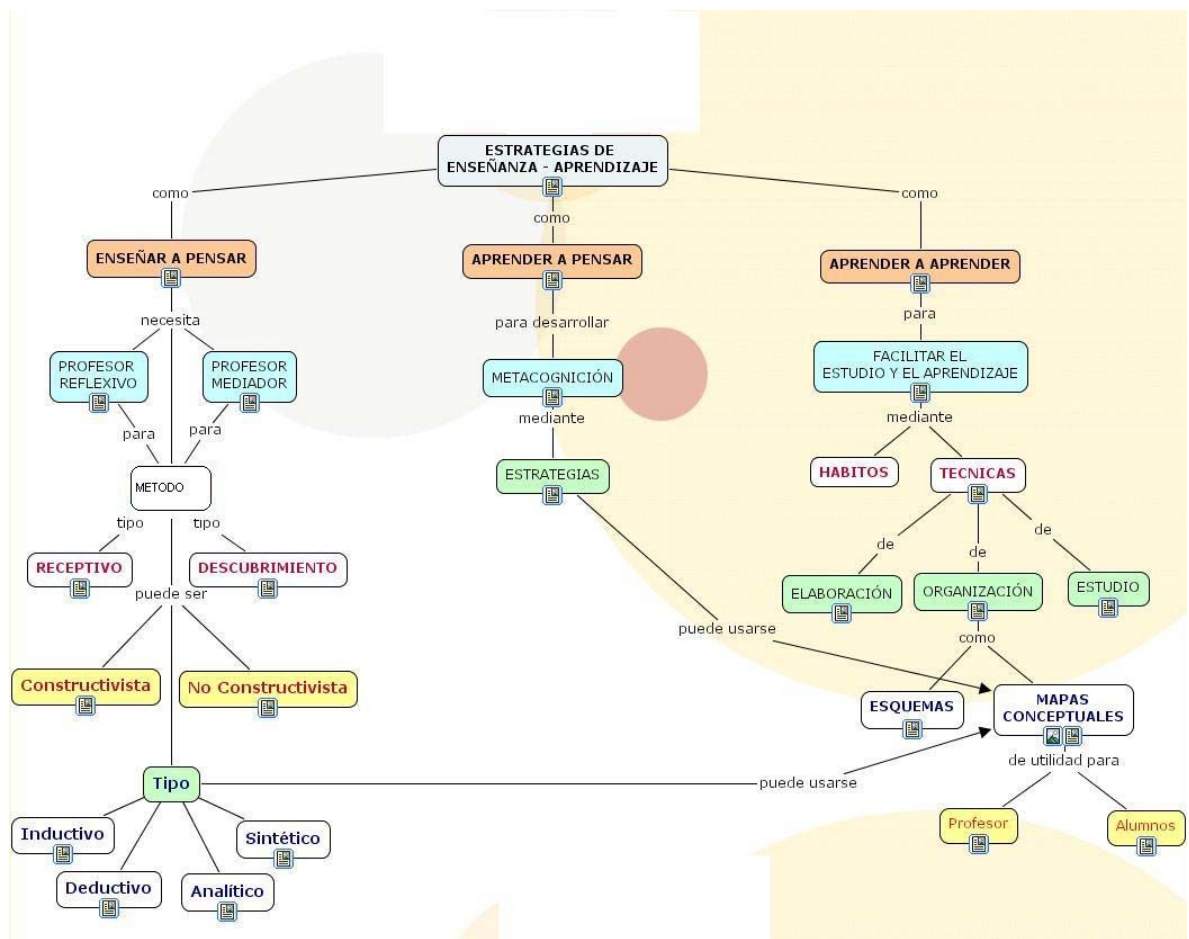 ESTRATEGIAS DE
ENSEÑANZA - APRENDIZAJE
como
como
como
ENSEÑAR A PENSAR
APRENDER A PENSAR
APRENDER A APRENDER
necesita
para desarrollar
para
PROFESOR
REFLEXIVO
PROFESOR
MEDIADOR
METACOGNICIÓN
FACILITAR EL
ESTUDIO Y EL APRENDIZAJE
para
para
mediante
mediante
METODO
ESTRATEGIAS
HABITOS
TECNICAS
tipo
tipo
de
de
de
RECEPTIVO
DESCUBRIMIENTO
puede ser
ELABORACIÓN
ORGANIZACIÓN
ESTUDIO
puede usarse
como
Constructivista
No Constructivista
ESQUEMAS
MAPAS
CONCEPTUALES
Tipo
puede usarse
de utilidad para
Inductivo
Sintético
Deductivo
Analítico
Profesor
Alumnos